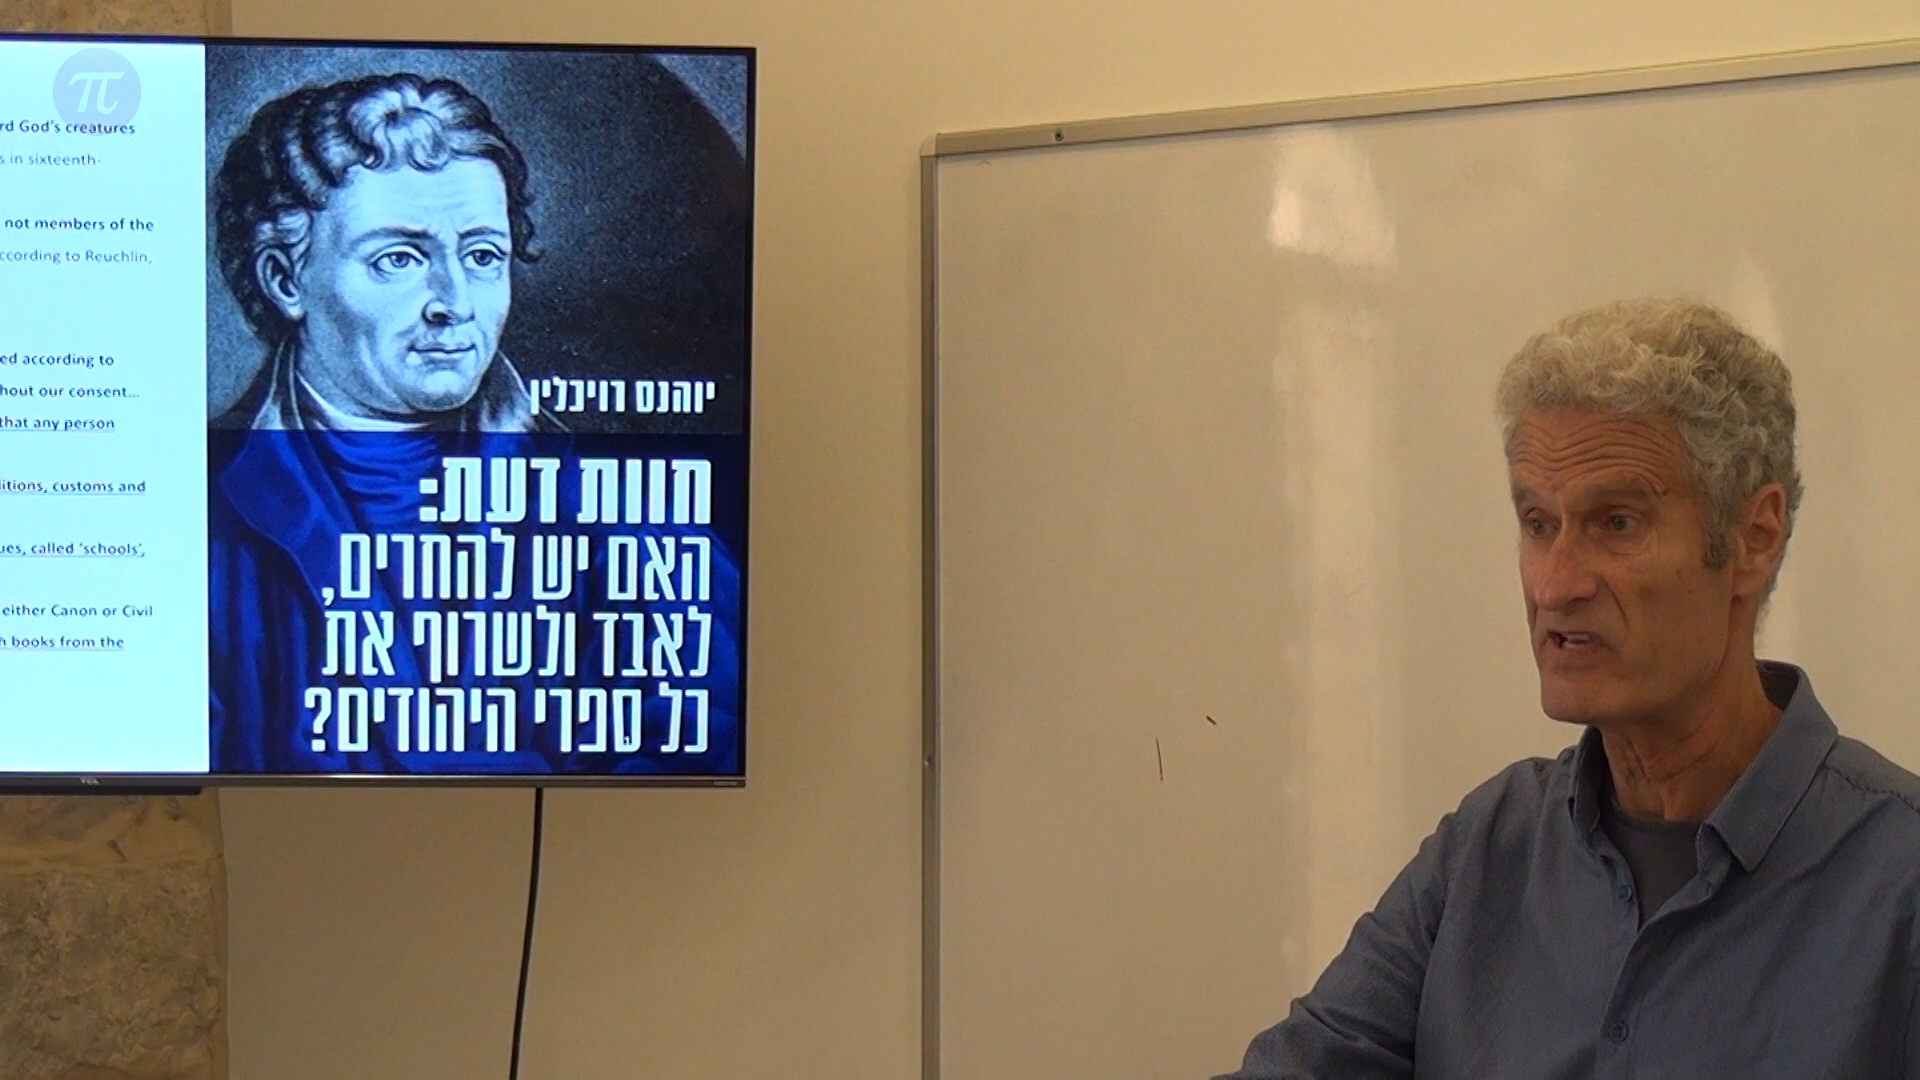 π
rd God's creatures
s in sixteenth-
not members of the
ccording to Reuchlin,
ed according to
hout our consent...
that any person
itions, customs and
ues, called 'schools',
either Canon or Civil
h books from the
יוהנס רויכלין
חוות דעת:
האם יש להחרים,
לאבד ולשרוף את
כל ספרי היהודים?
TCL